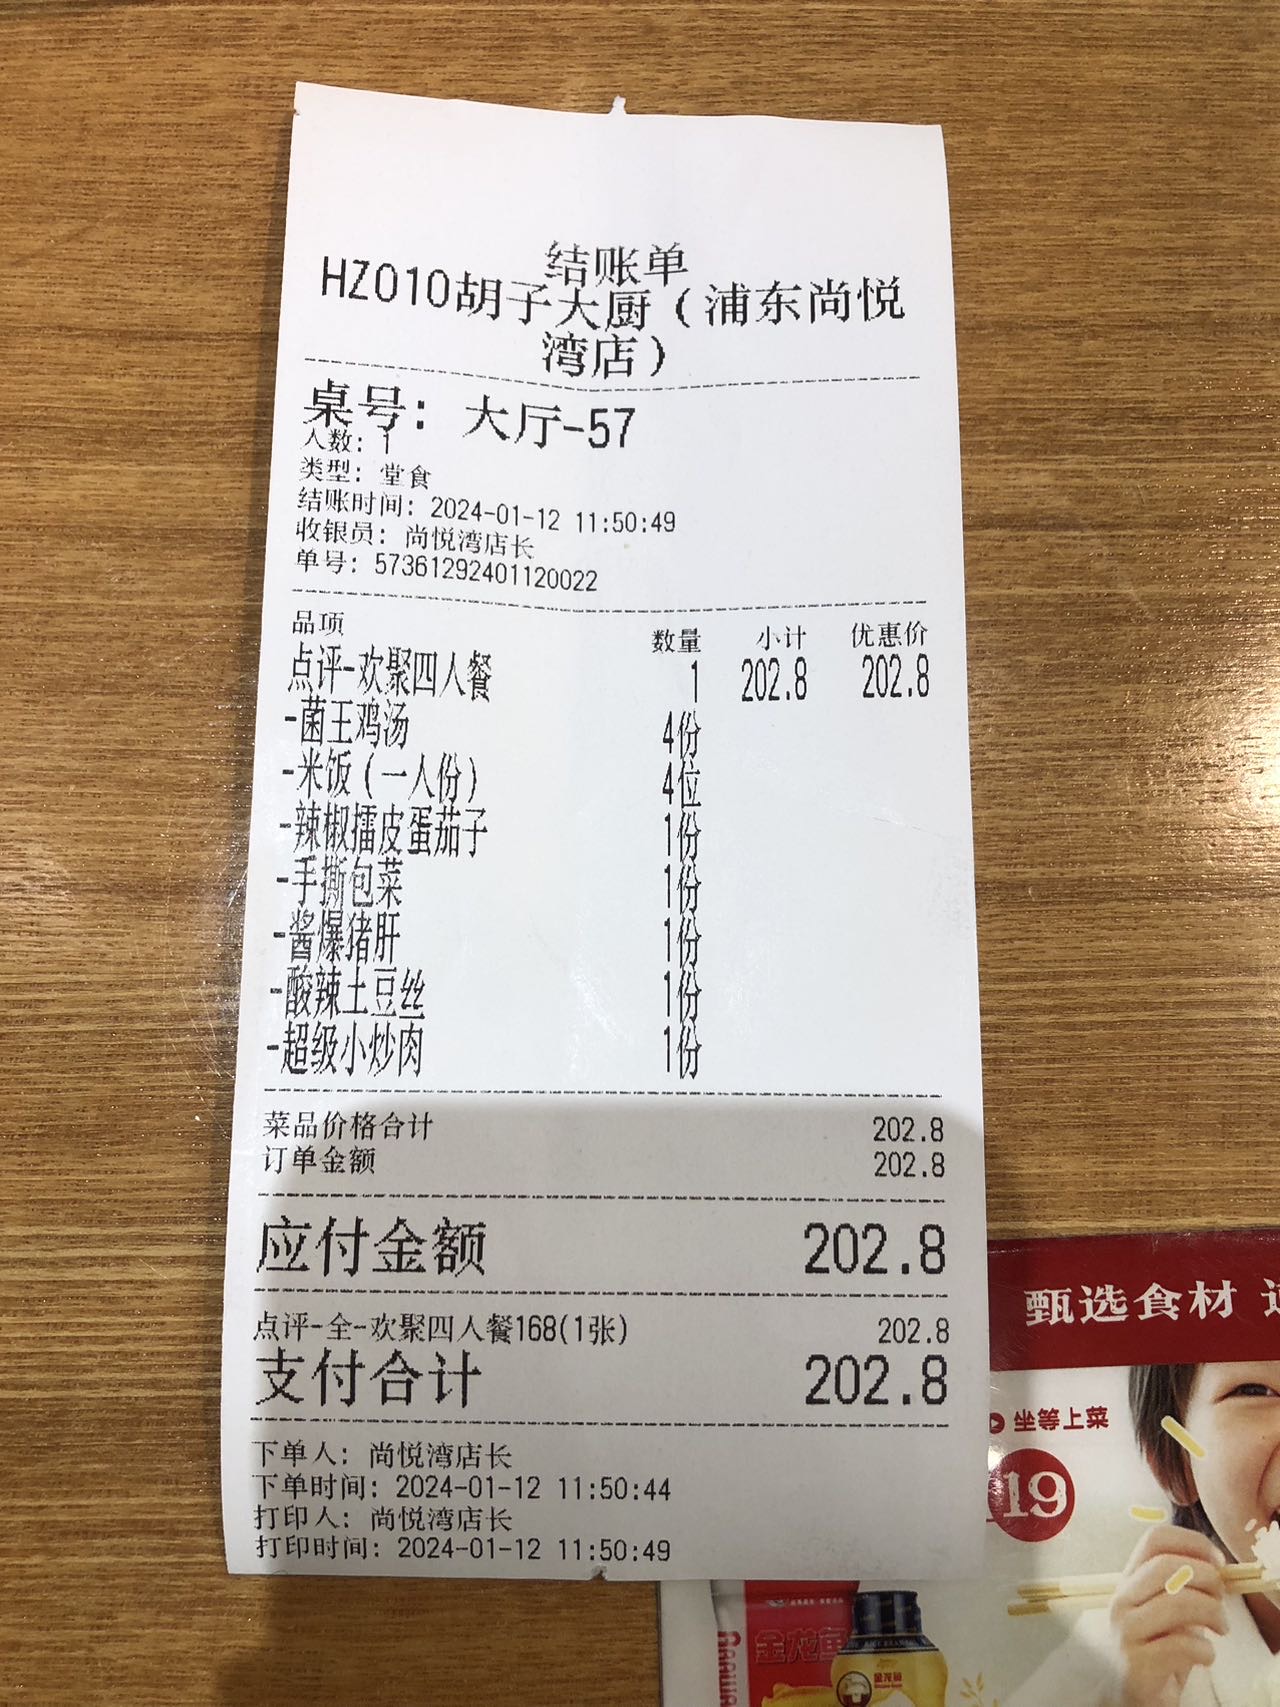 结账单
HZ010胡子大厨（浦东尚悦
湾店）
桌号：大厅-57
人数：1
类型：堂食
结账时间：2024-01-12 11:50:49
收银员：尚悦湾店长
单号：573612922401120022
品项 数量 小计 优惠价
点评-欢聚四人餐 1 202.8 202.8
-菌王鸡汤 4份
-米饭（一人份） 4位
-辣椒擂皮蛋茄子 1份
-手撕包菜 1份
-酱爆猪肝 1份
-酸辣土豆丝 1份
-超级小炒肉 1份
菜品价格合计 202.8
订单金额 202.8
应付金额 202.8
点评-全-欢聚四人餐168(1张) 202.8
支付合计 202.8
下单人：尚悦湾店长
下单时间：2024-01-12 11:50:44
打印人：尚悦湾店长
打印时间：2024-01-12 11:50:49
甄选食材
坐等上菜
19
金龙鱼
金龙鱼